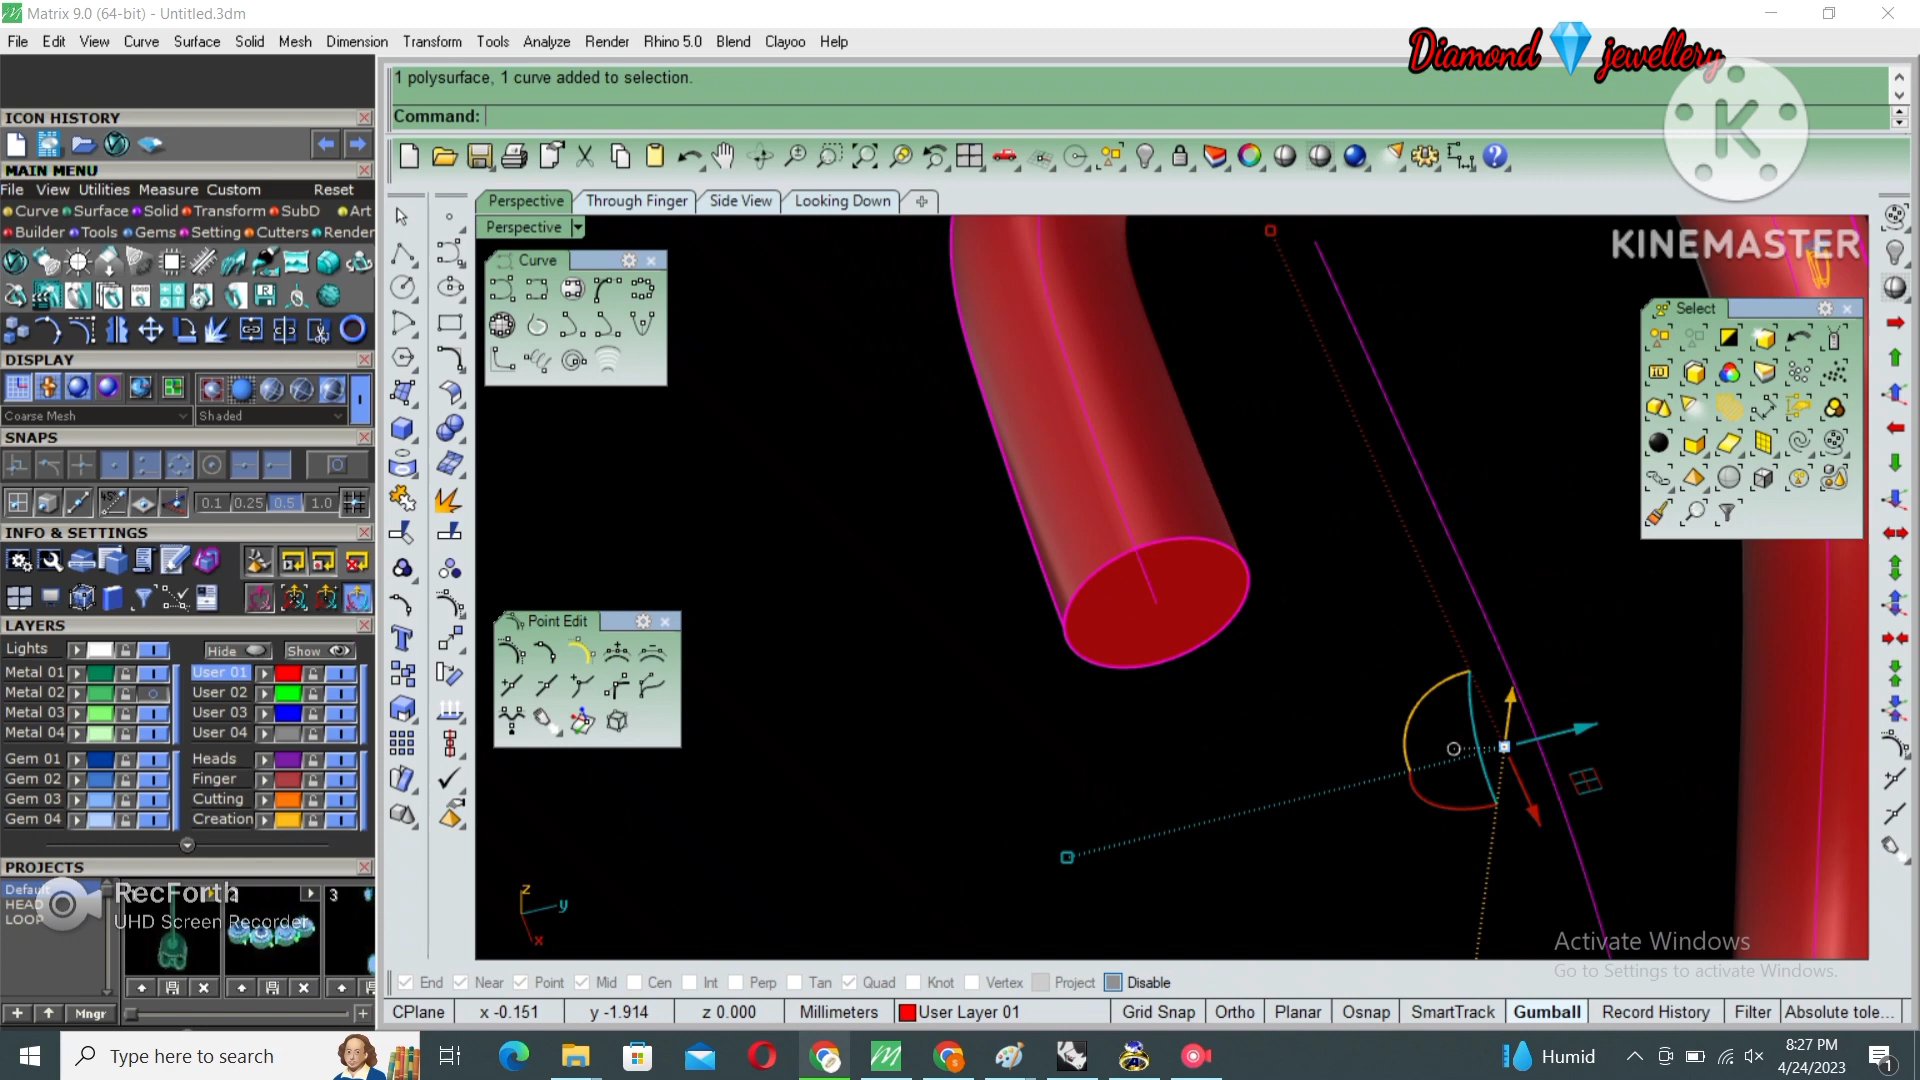 Matrix 9.0 (64-bit) - Untitled.3dm
File Edit View Curve Surface Solid Mesh Dimension Transform Tools Analyze Render Rhino 5.0 Blend Clayoo Help
Diamond jewellery
1 polysurface, 1 curve added to selection.
Command:
ICON HISTORY
MAIN MENU
File View Utilities Measure Custom Reset
Curve Surface Solid Transform SubD Art
Builder Tools Gems Setting Cutters Render
Perspective Through Finger Side View Looking Down
Perspective
K
KINEMASTER
Curve
Select
DISPLAY
Coarse Mesh Shaded
SNAPS
0.1 0.25 0.5 1.0
INFO & SETTINGS
LAYERS
Lights Hide Show
Metal 01 User 01
Metal 02 User 02
Metal 03 User 03
Metal 04 User 04
Gem 01 Heads
Gem 02 Finger
Gem 03 Cutting
Gem 04 Creation
Point Edit
PROJECTS
Default
HEAD
LOOP
3
RecForth
UHD Screen Recorder
Mngr
z
y
x
Activate Windows
Go to Settings to activate Windows.
End Near Point Mid Cen Int Perp Tan Quad Knot Vertex Project Disable
CPlane x -0.151 y -1.914 z 0.000 Millimeters User Layer 01 Grid Snap Ortho Planar Osnap SmartTrack Gumball Record History Filter Absolute tole...
Type here to search
Humid
8:27 PM
4/24/2023
1